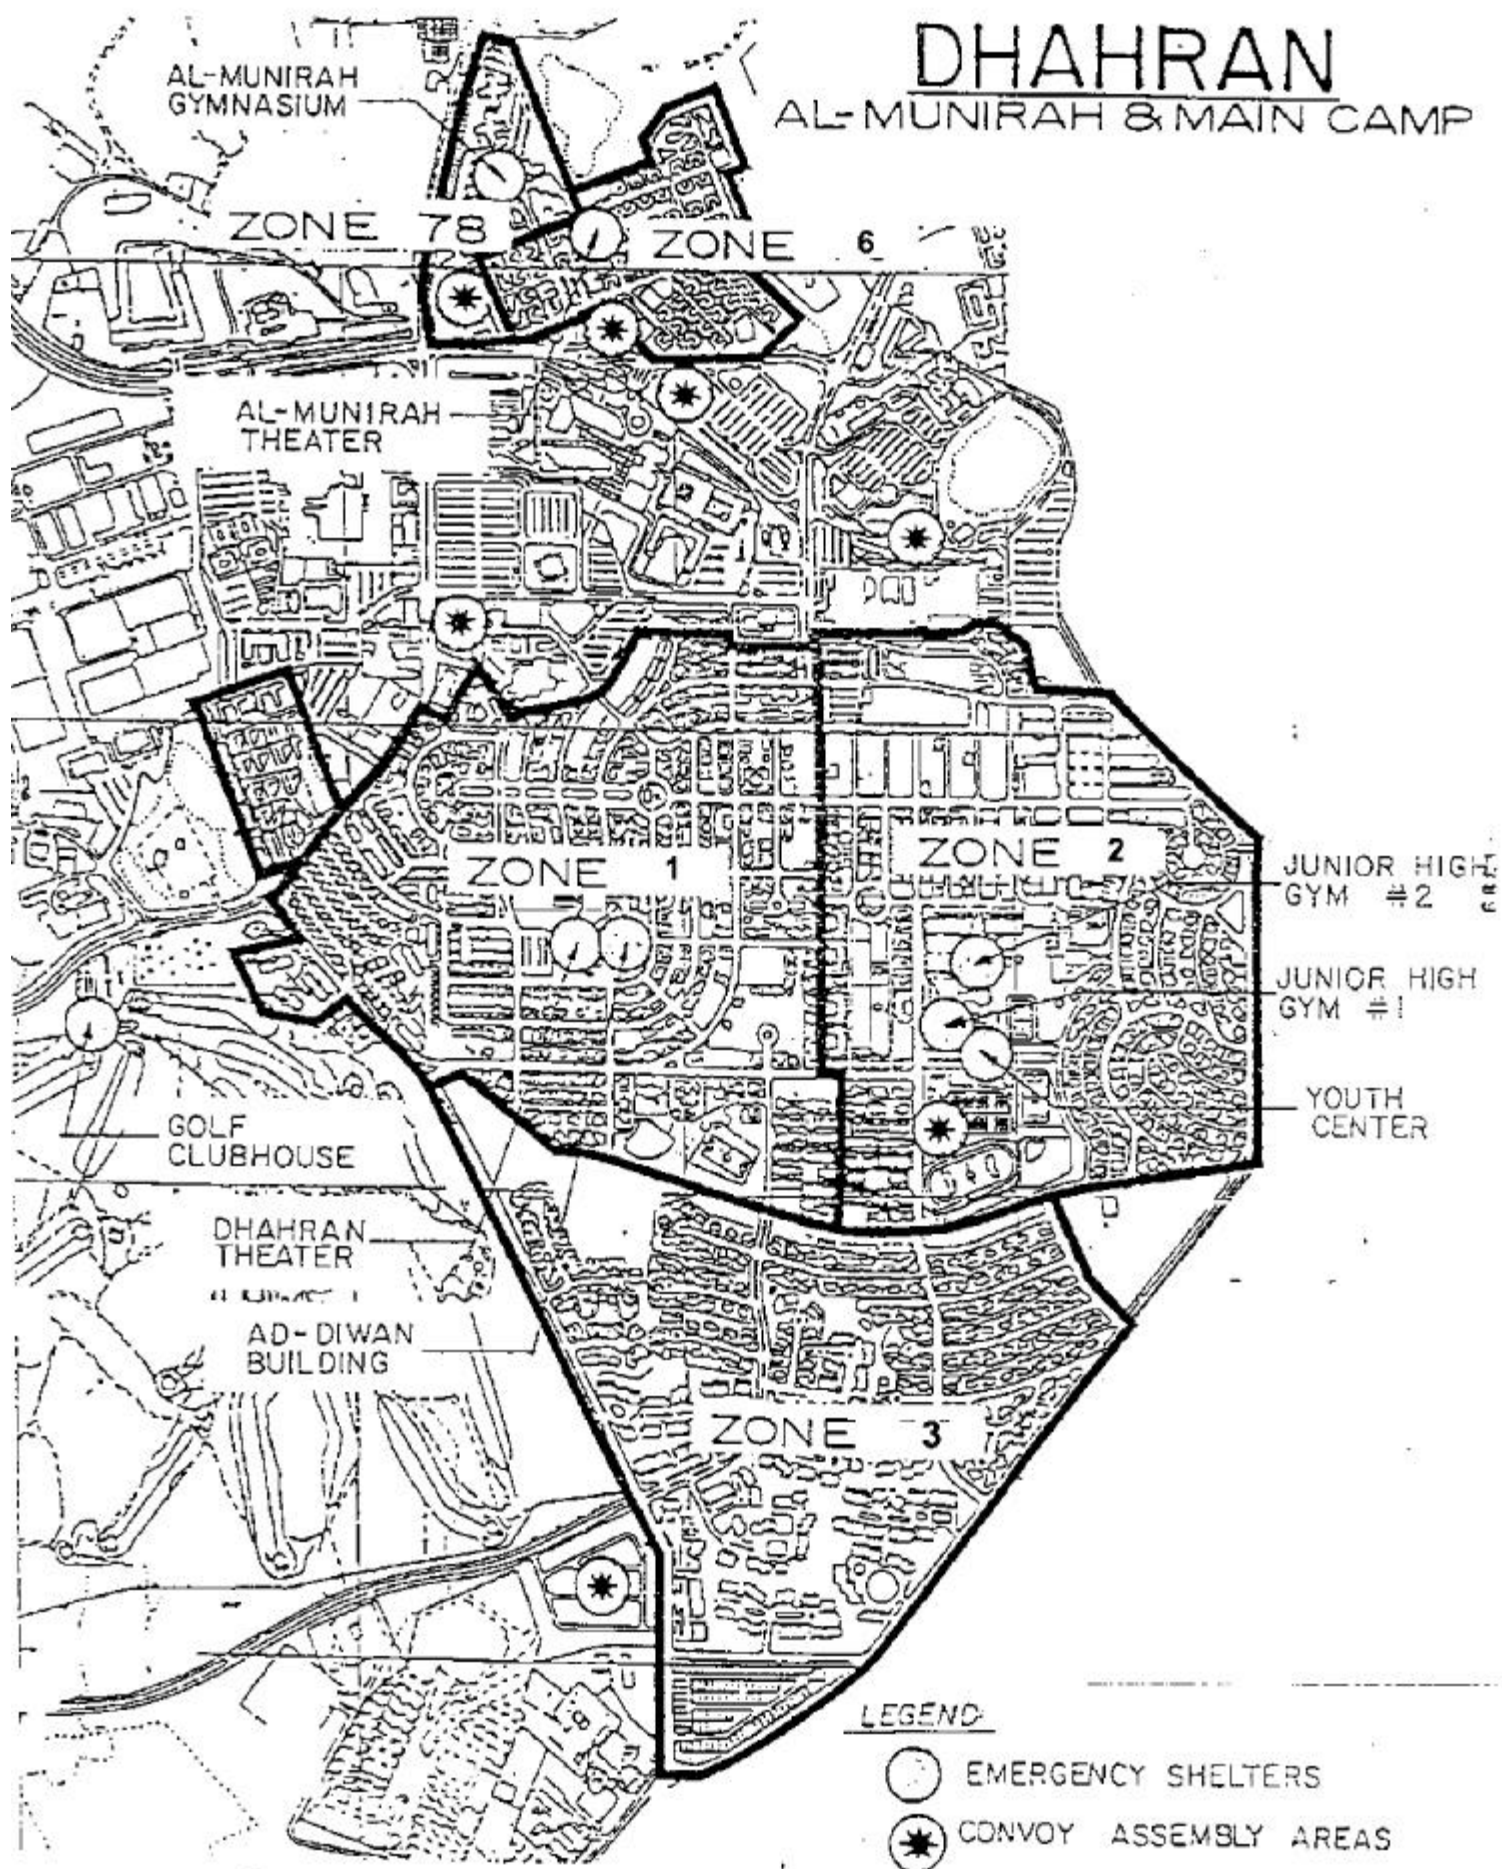 DHAHRAN
AL-MUNIRAH & MAIN CAMP
AL-MUNIRAH
GYMNASIUM
ZONE 78
ZONE 6
AL-MUNIRAH
THEATER
ZONE 1
ZONE 2
JUNIOR HIGH
GYM #2
JUNIOR HIGH
GYM #1
YOUTH
CENTER
GOLF
CLUBHOUSE
DHAHRAN
THEATER
AD-DIWAN
BUILDING
ZONE 3
LEGEND
EMERGENCY SHELTERS
CONVOY ASSEMBLY AREAS